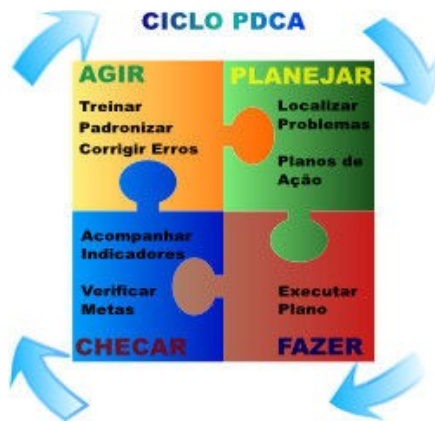 CICLO PDCA
AGIR
Treinar
Padronizar
Corrigir Erros
PLANEJAR
Localizar
Problemas
Planos de
Ação
Acompanhar
Indicadores
Verificar
Metas
CHECAR
Executar
Plano
FAZER